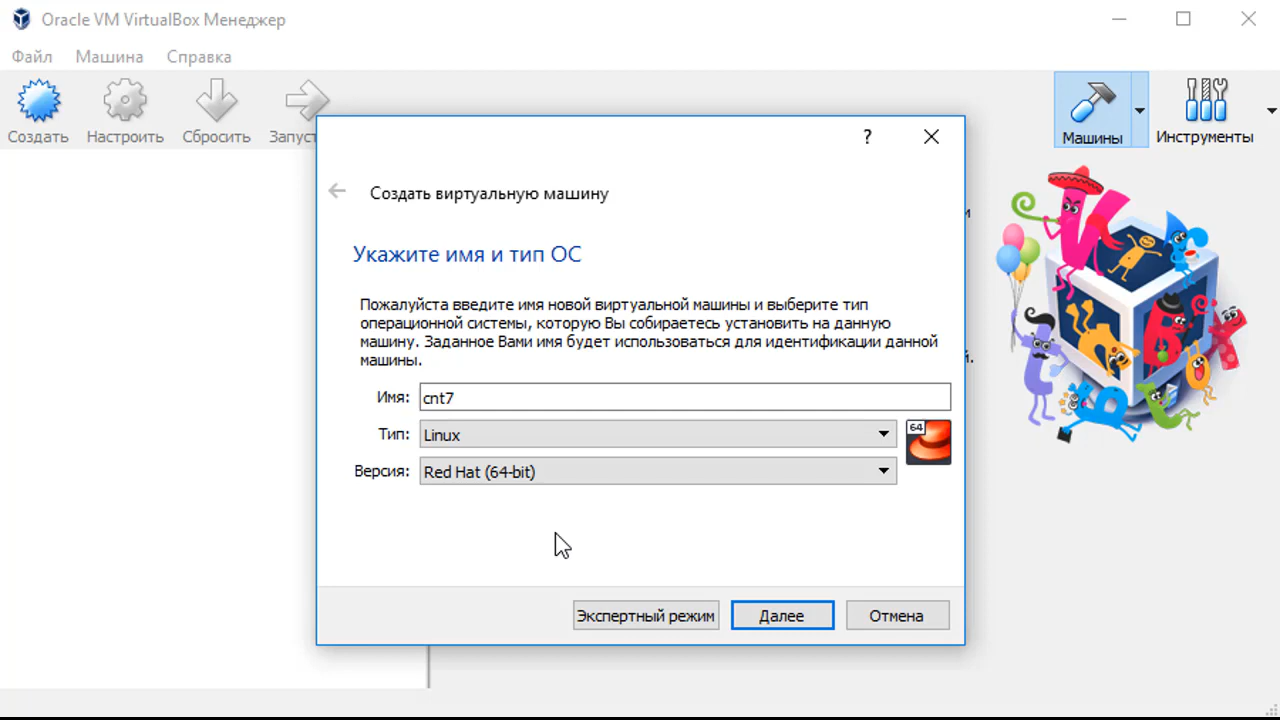 Oracle VM VirtualBox Менеджер
Файл Машина Справка
Создать Настроить Сбросить Запуст
Машины Инструменты
?
Создать виртуальную машину
Укажите имя и тип ОС
Пожалуйста введите имя новой виртуальной машины и выберите тип
операционной системы, которую Вы собираетесь установить на данную
машину. Заданное Вами имя будет использоваться для идентификации данной
машины.
Имя: cnt7
Тип: Linux
64
Версия: Red Hat (64-bit)
Экспертный режим Далее Отмена